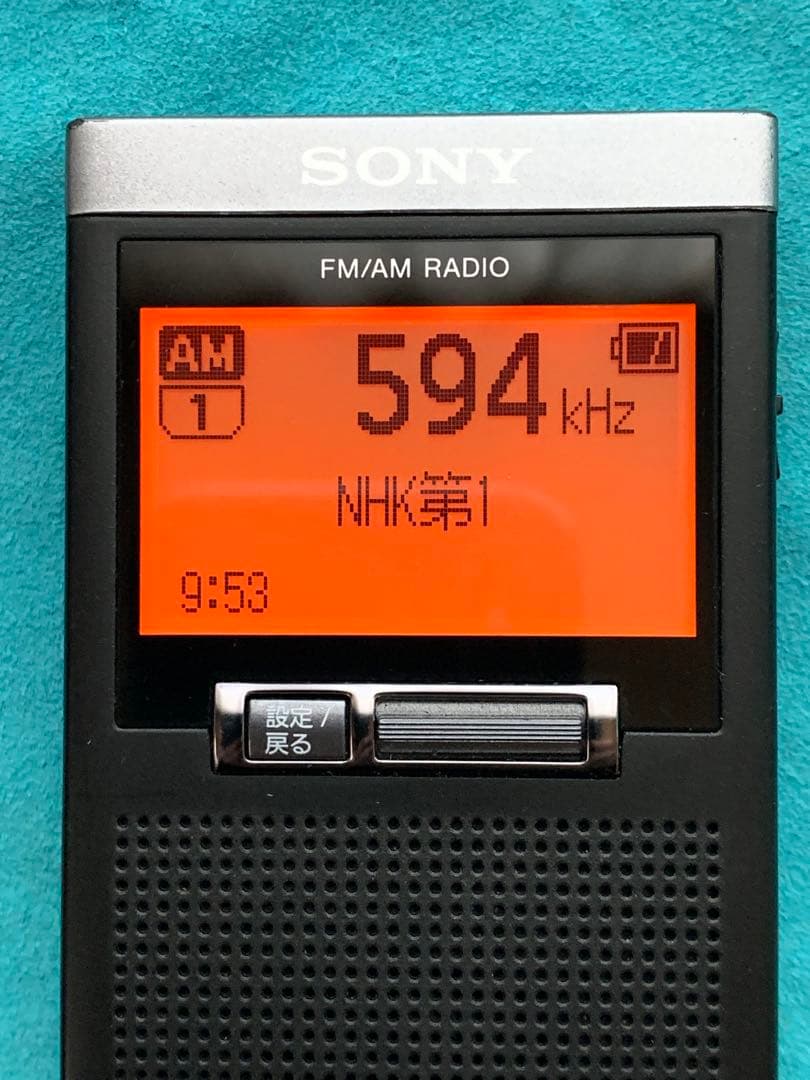 SONY
FM/AM RADIO
AM 594 kHz
1
NHK第1
9:53
設定/
戻る